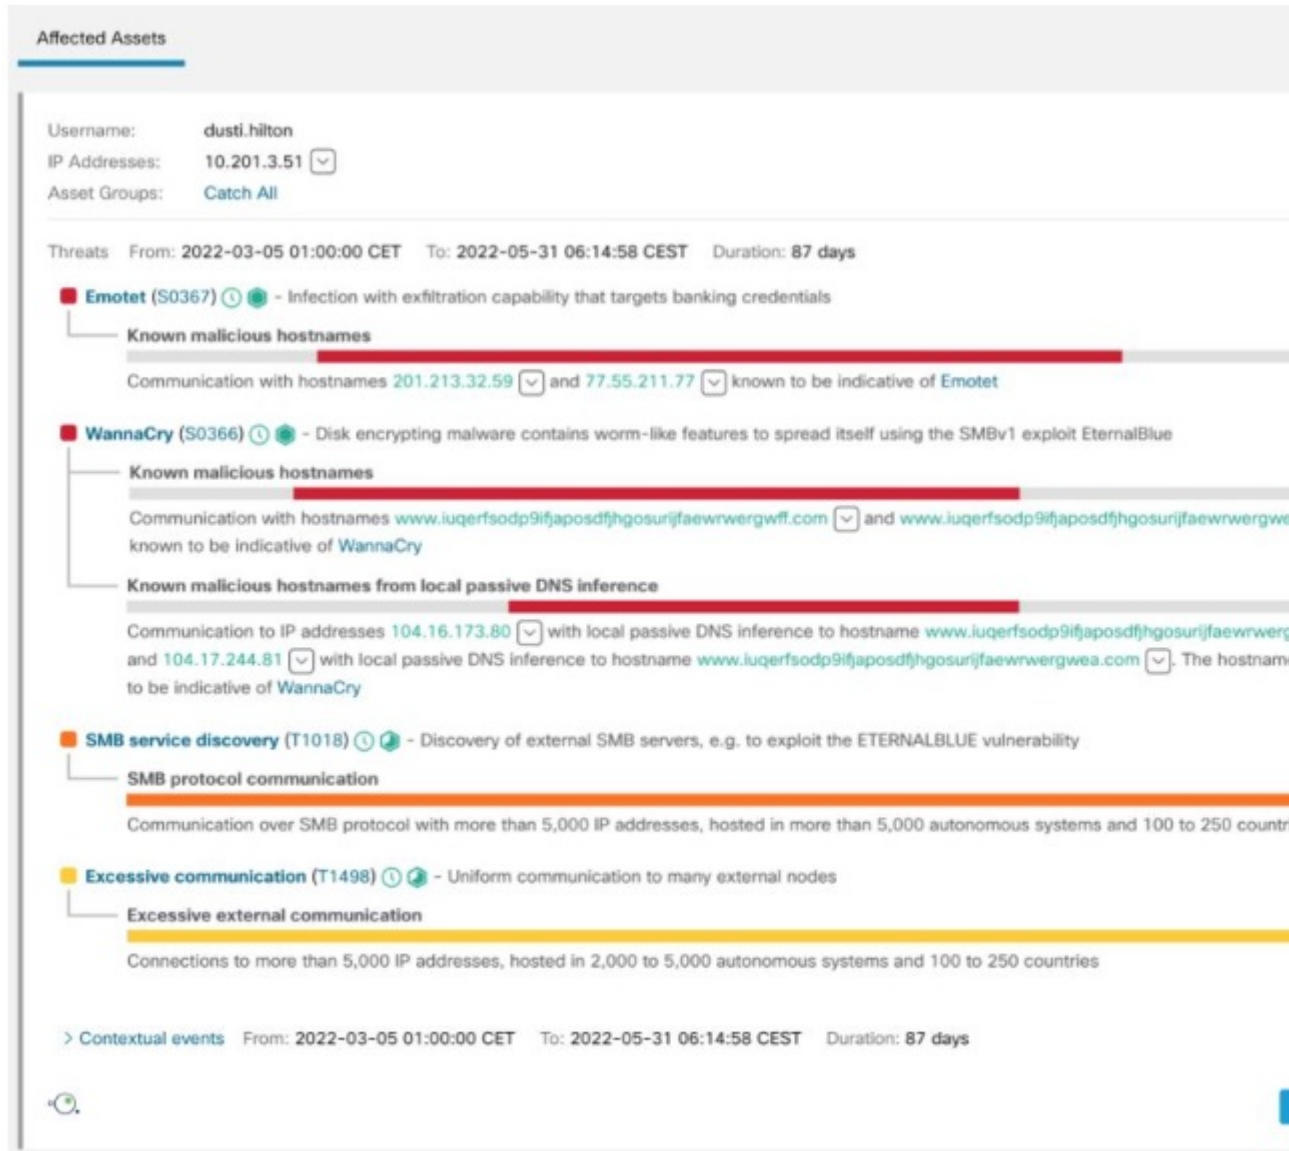 Affected Assets
Username: dusti.hilton
IP Addresses: 10.201.3.51
Asset Groups: Catch All
Threats From: 2022-03-05 01:00:00 CET To: 2022-05-31 06:14:58 CEST Duration: 87 days
Emotet (S0367) - Infection with exfiltration capability that targets banking credentials
Known malicious hostnames
Communication with hostnames 201.213.32.59 and 77.55.211.77 known to be indicative of Emotet
WannaCry (S0366) - Disk encrypting malware contains worm-like features to spread itself using the SMBv1 exploit EternalBlue
Known malicious hostnames
Communication with hostnames www.iuqerfsodp9ifjaposdfjhgosurijfaewrwergwff.com and www.iuqerfsodp9ifjaposdfjhgosurijfaewrwergwe
known to be indicative of WannaCry
Known malicious hostnames from local passive DNS inference
Communication to IP addresses 104.16.173.80 with local passive DNS inference to hostname www.iuqerfsodp9ifjaposdfjhgosurijfaewrwerg
and 104.17.244.81 with local passive DNS inference to hostname www.iuqerfsodp9ifjaposdfjhgosurijfaewrwergwea.com . The hostname
to be indicative of WannaCry
SMB service discovery (T1018) - Discovery of external SMB servers, e.g. to exploit the ETERNALBLUE vulnerability
SMB protocol communication
Communication over SMB protocol with more than 5,000 IP addresses, hosted in more than 5,000 autonomous systems and 100 to 250 countr
Excessive communication (T1498) - Uniform communication to many external nodes
Excessive external communication
Connections to more than 5,000 IP addresses, hosted in 2,000 to 5,000 autonomous systems and 100 to 250 countries
> Contextual events From: 2022-03-05 01:00:00 CET To: 2022-05-31 06:14:58 CEST Duration: 87 days